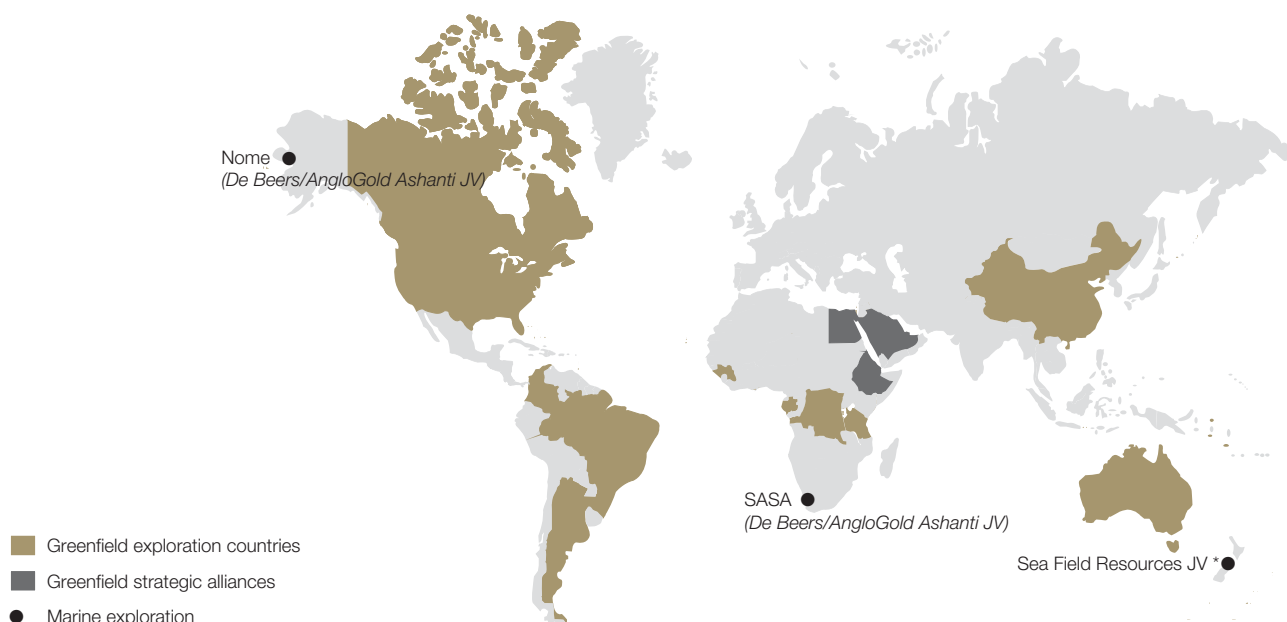 Nome
(De Beers/AngloGold Ashanti JV)
SASA
(De Beers/AngloGold Ashanti JV)
Sea Field Resources JV *
Greenfield exploration countries
Greenfield strategic alliances
Marine exploration